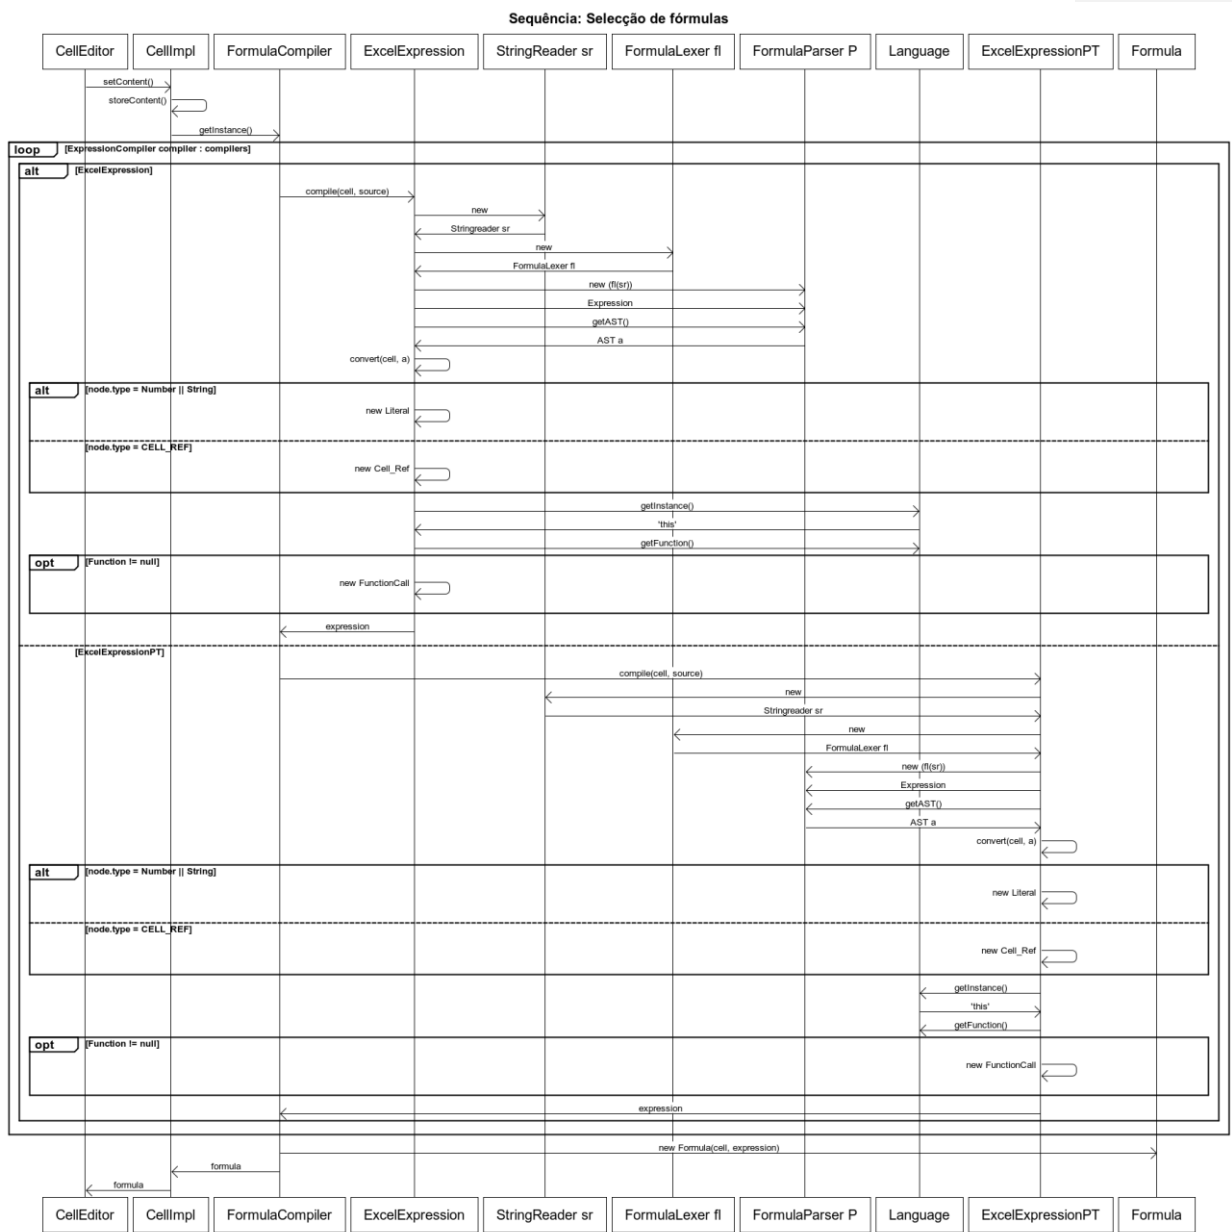 Sequência: Selecção de fórmulas
CellEditor CellImpl FormulaCompiler ExcelExpression StringReader sr FormulaLexer fl FormulaParser P Language ExcelExpressionPT Formula
setContent()
storeContent()
getInstance()
loop [ExpressionCompiler compiler : compilers]
alt [ExcelExpression]
compile(cell, source)
new
Stringreader sr
new
FormulaLexer fl
new (fl(sr))
Expression
getAST()
AST a
convert(cell, a)
alt [node.type = Number || String]
new Literal
[node.type = CELL_REF]
new Cell_Ref
getInstance()
'this'
getFunction()
opt [Function != null]
new FunctionCall
expression
[ExcelExpressionPT]
compile(cell, source)
new
Stringreader sr
new
FormulaLexer fl
new (fl(sr))
Expression
getAST()
AST a
convert(cell, a)
alt [node.type = Number || String]
new Literal
[node.type = CELL_REF]
new Cell_Ref
getInstance()
'this'
getFunction()
opt [Function != null]
new FunctionCall
expression
new Formula(cell, expression)
formula
formula
CellEditor CellImpl FormulaCompiler ExcelExpression StringReader sr FormulaLexer fl FormulaParser P Language ExcelExpressionPT Formula